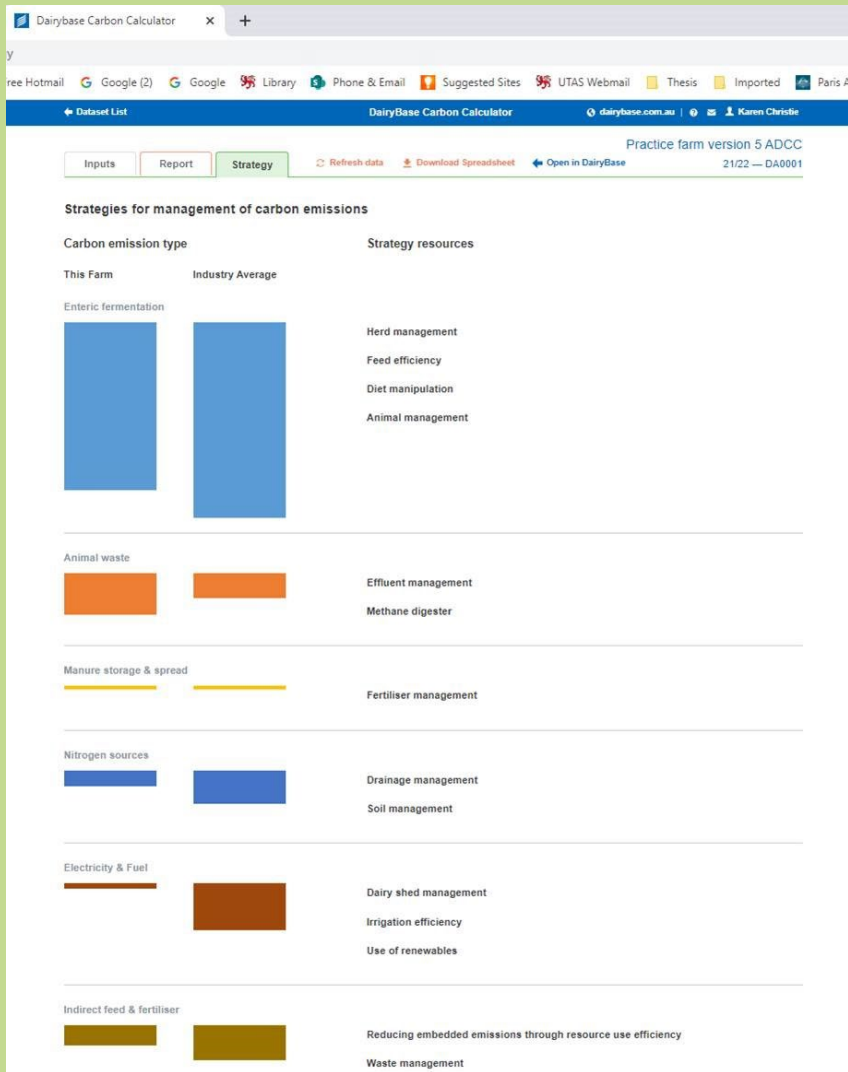 Dairybase Carbon Calculator
y
ree Hotmail Google (2) Google Library Phone & Email Suggested Sites UTAS Webmail Thesis Imported Paris A
Dataset List DairyBase Carbon Calculator dairybase.com.au | Karen Christie
Practice farm version 5 ADCC
Inputs Report Strategy Refresh data Download Spreadsheet Open in DairyBase 21/22 — DA0001
Strategies for management of carbon emissions
Carbon emission type Strategy resources
This Farm Industry Average
Enteric fermentation
Herd management
Feed efficiency
Diet manipulation
Animal management
Animal waste
Effluent management
Methane digester
Manure storage & spread
Fertiliser management
Nitrogen sources
Drainage management
Soil management
Electricity & Fuel
Dairy shed management
Irrigation efficiency
Use of renewables
Indirect feed & fertiliser
Reducing embedded emissions through resource use efficiency
Waste management